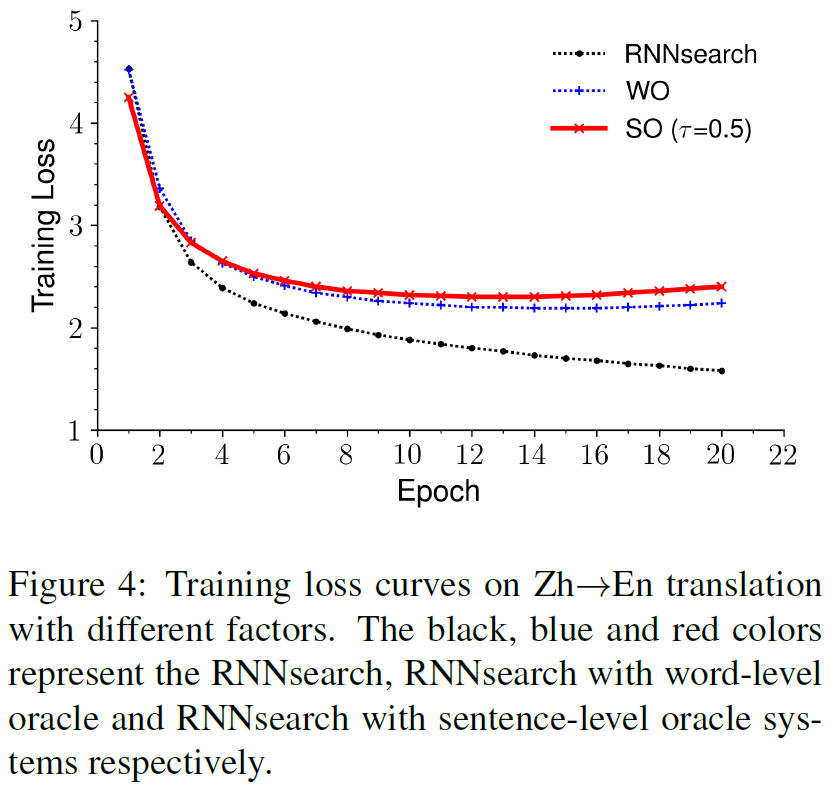 5
4
3
2
1
Training Loss
RNNsearch
WO
SO (τ=0.5)
0 2 4 6 8 10 12 14 16 18 20 22
Epoch
Figure 4: Training loss curves on Zh→En translation
with different factors. The black, blue and red colors
represent the RNNsearch, RNNsearch with word-level
oracle and RNNsearch with sentence-level oracle sys-
tems respectively.